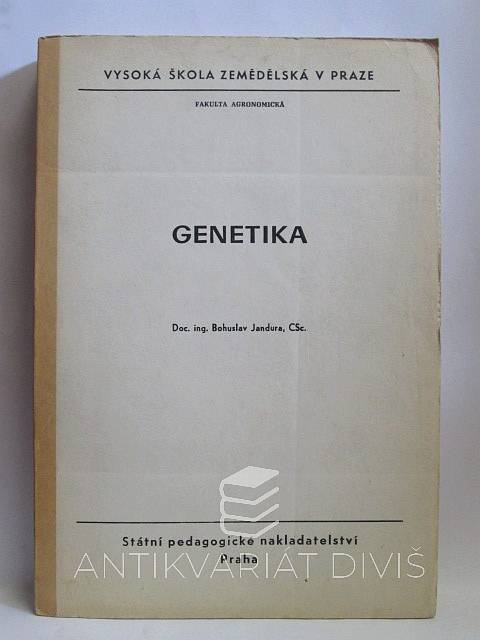 VYSOKÁ ŠKOLA ZEMĚDĚLSKÁ V PRAZE
FAKULTA AGRONOMICKÁ
GENETIKA
Doc. ing. Bohuslav Jandura, CSc.
Státní pedagogické nakladatelství
Praha
ANTIKVARIÁT DIVIŠ